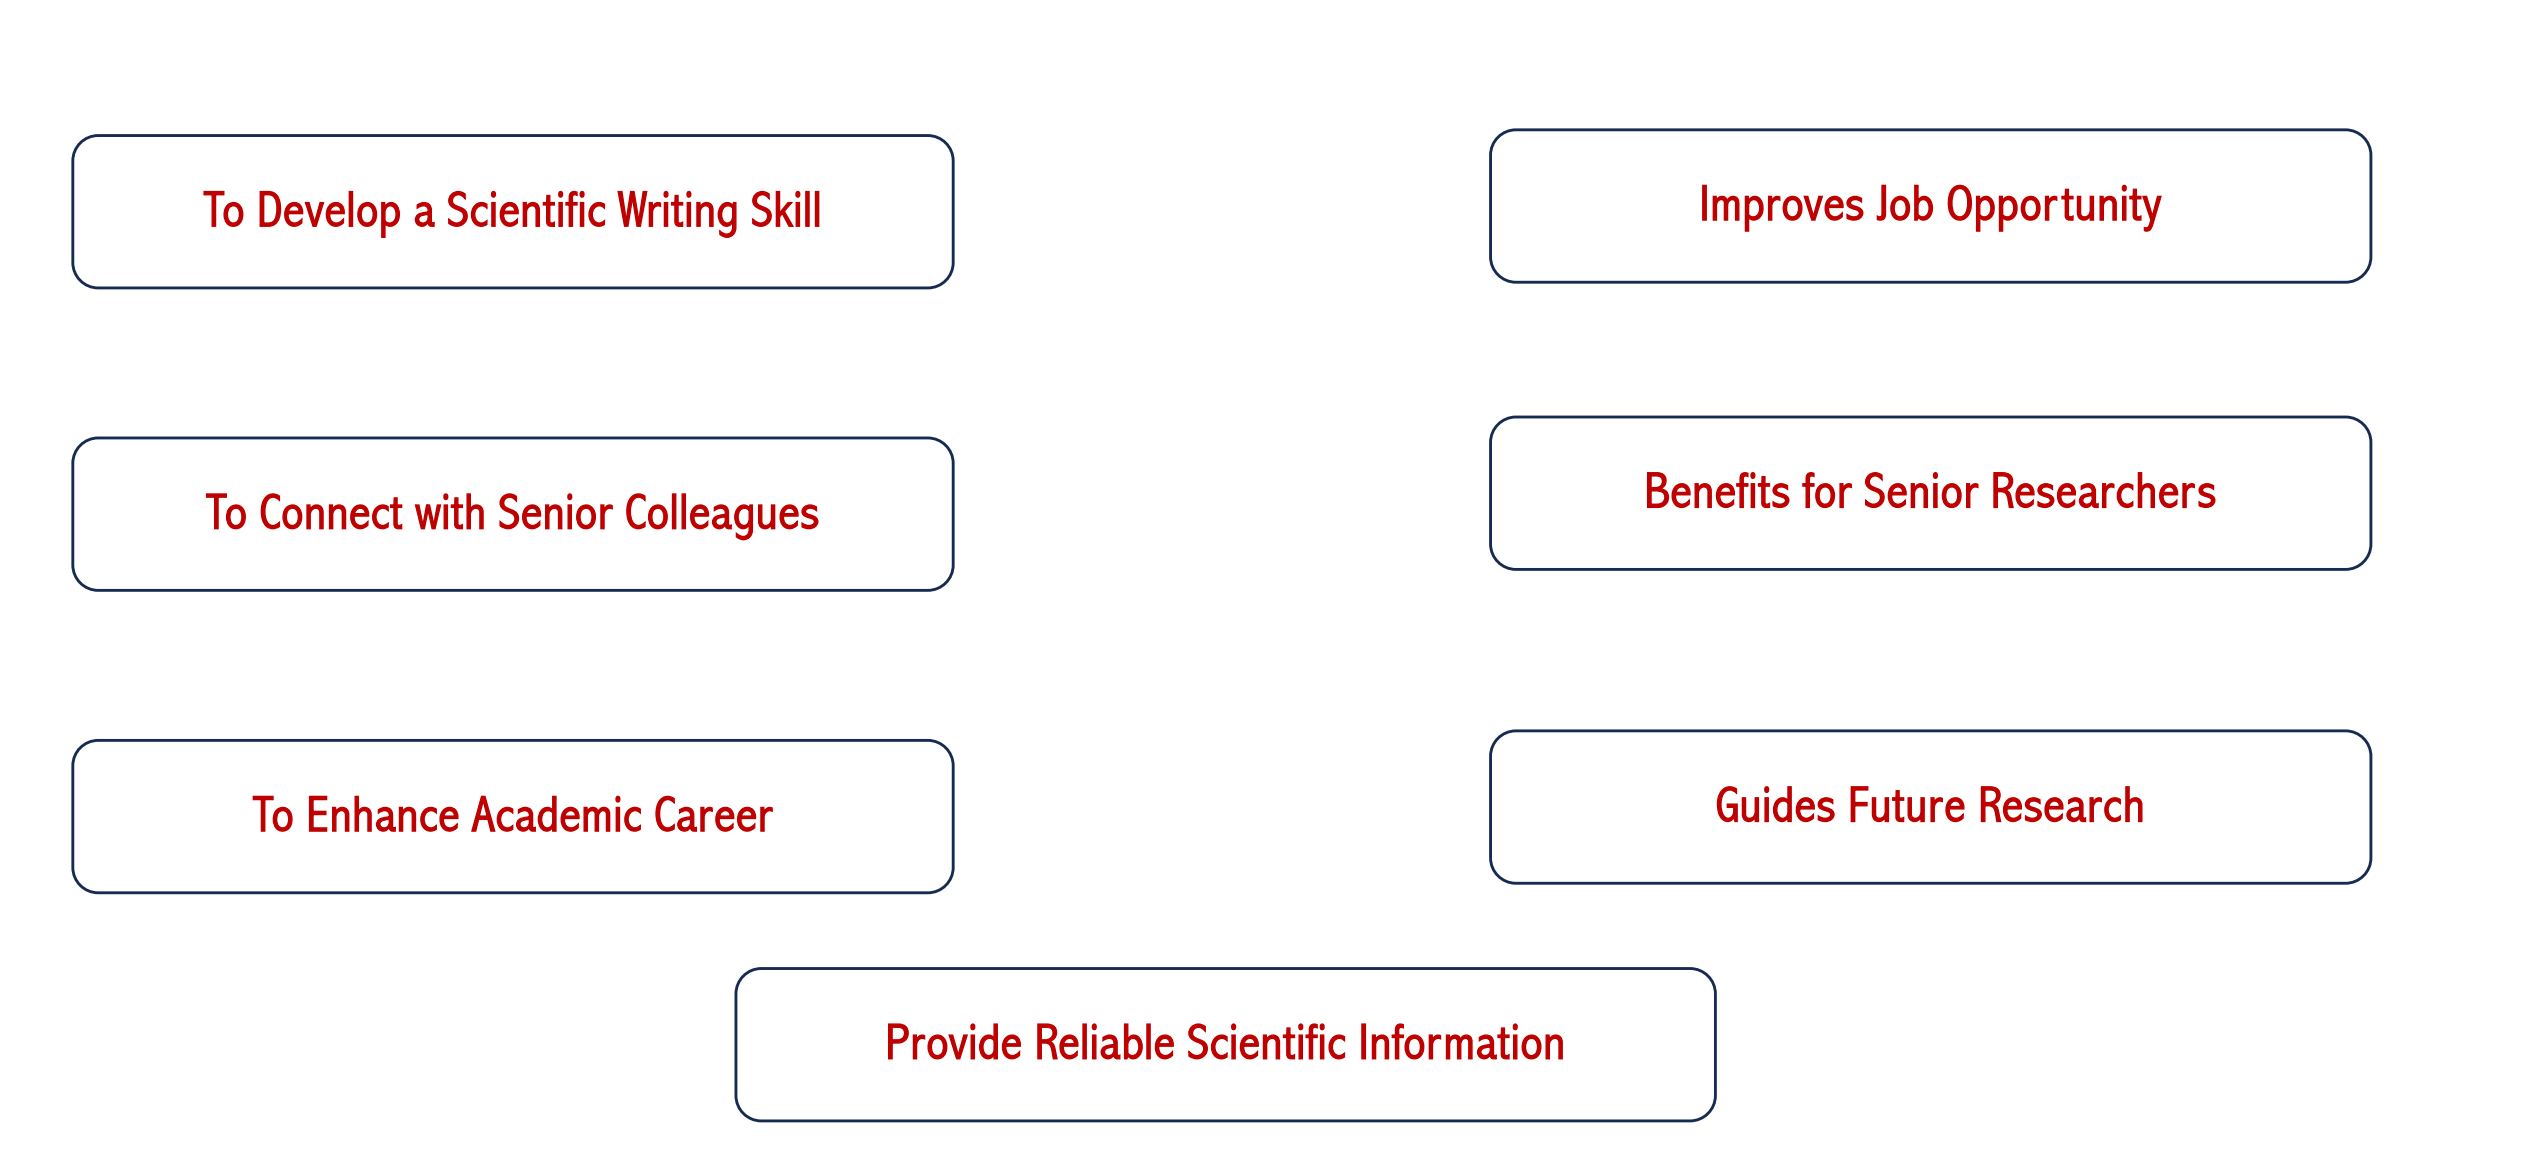 To Develop a Scientific Writing Skill
Improves Job Opportunity
To Connect with Senior Colleagues
Benefits for Senior Researchers
To Enhance Academic Career
Guides Future Research
Provide Reliable Scientific Information